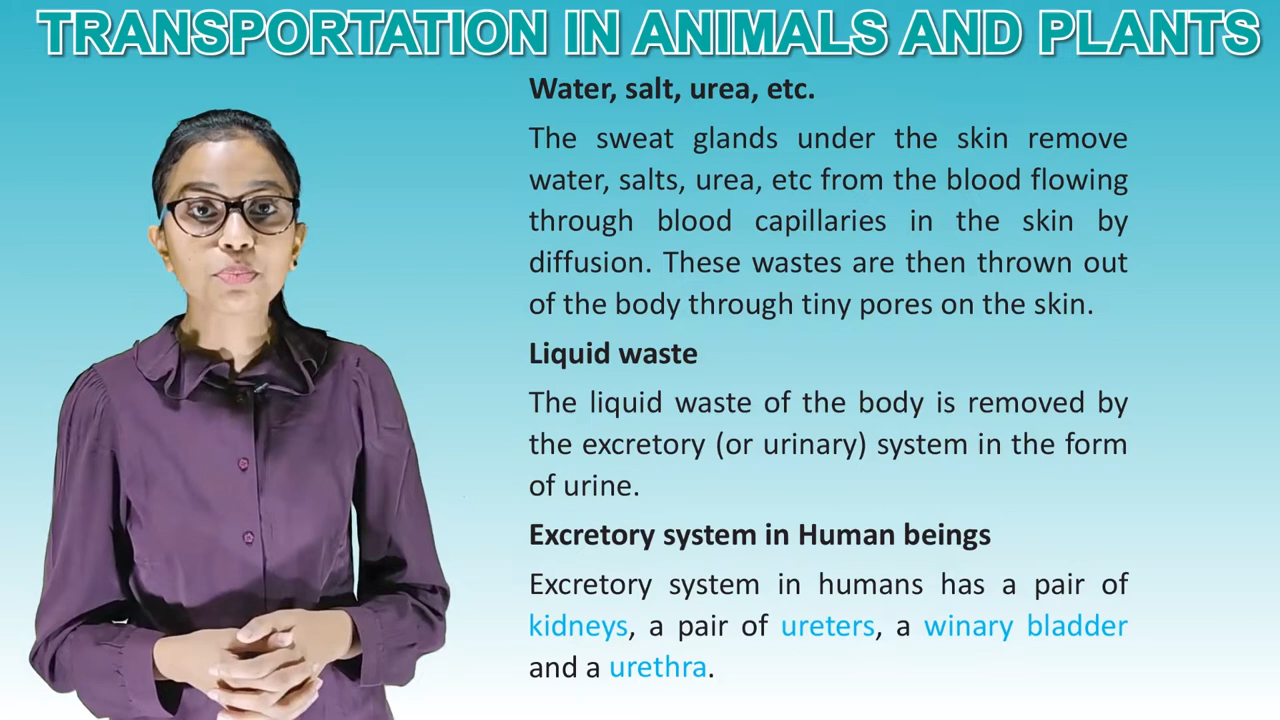 TRANSPORTATION IN ANIMALS AND PLANTS
Water, salt, urea, etc.
The sweat glands under the skin remove
water, salts, urea, etc from the blood flowing
through blood capillaries in the skin by
diffusion. These wastes are then thrown out
of the body through tiny pores on the skin.
Liquid waste
The liquid waste of the body is removed by
the excretory (or urinary) system in the form
of urine.
Excretory system in Human beings
Excretory system in humans has a pair of
kidneys, a pair of ureters, a winary bladder
and a urethra.